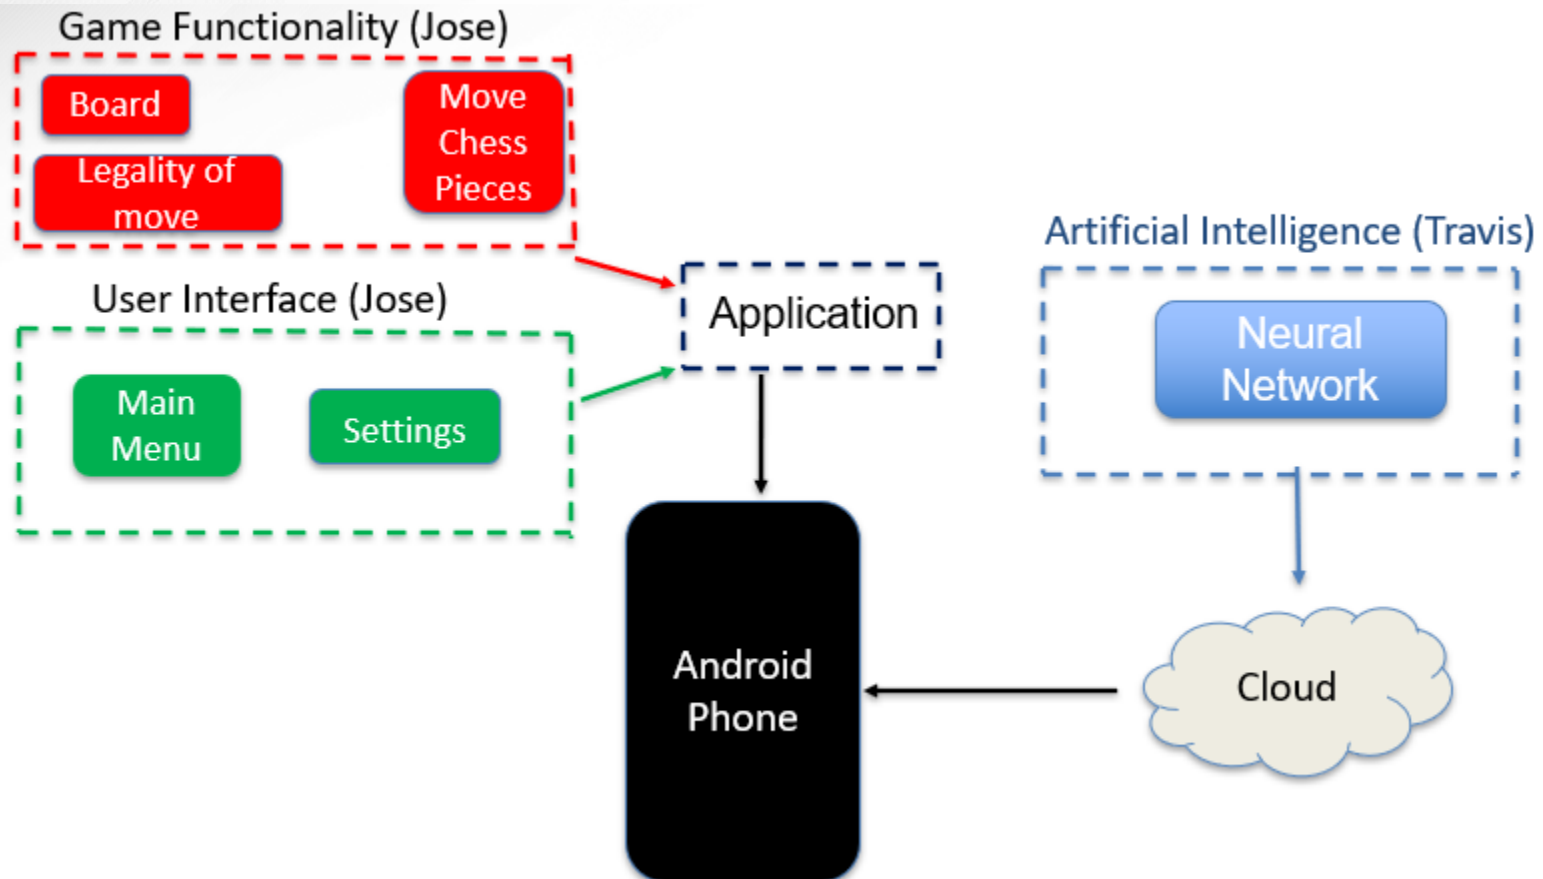 Game Functionality (Jose)
Board
Legality of
move
Move
Chess
Pieces
User Interface (Jose)
Main
Menu
Settings
Application
Android
Phone
Artificial Intelligence (Travis)
Neural
Network
Cloud